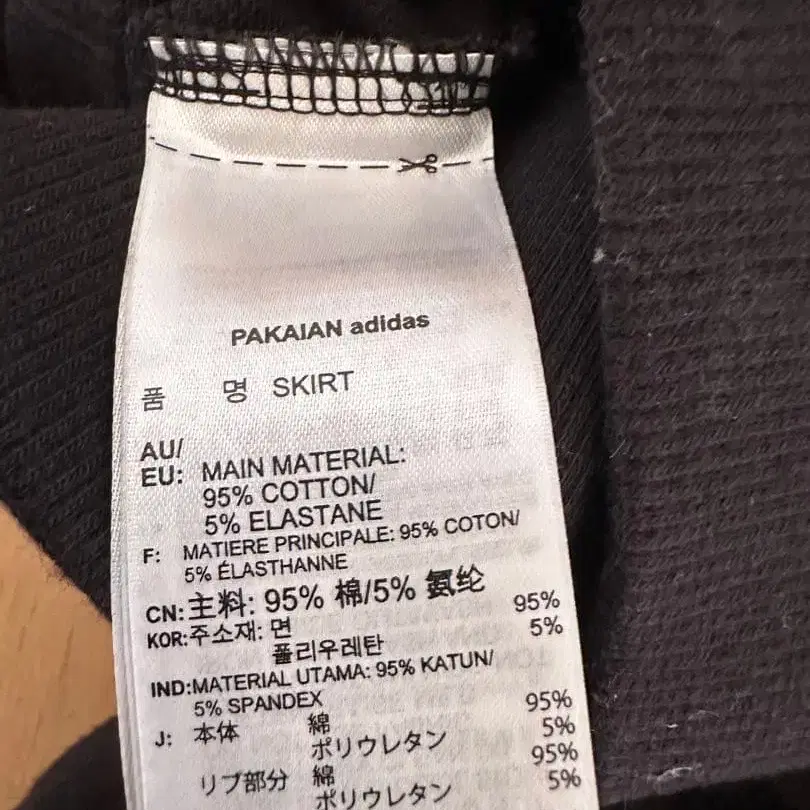 PAKAIAN adidas
품 명 SKIRT
AU/
EU: MAIN MATERIAL:
95% COTTON/
5% ELASTANE
F: MATIERE PRINCIPALE: 95% COTON/
5% ÉLASTHANNE
CN:主料: 95% 棉/5% 氨纶
KOR:주소재: 면 95%
폴리우레탄 5%
IND:MATERIAL UTAMA: 95% KATUN/
5% SPANDEX
J: 本体 綿 95%
ポリウレタン 5%
リブ部分 綿 95%
ポリウレタン 5%